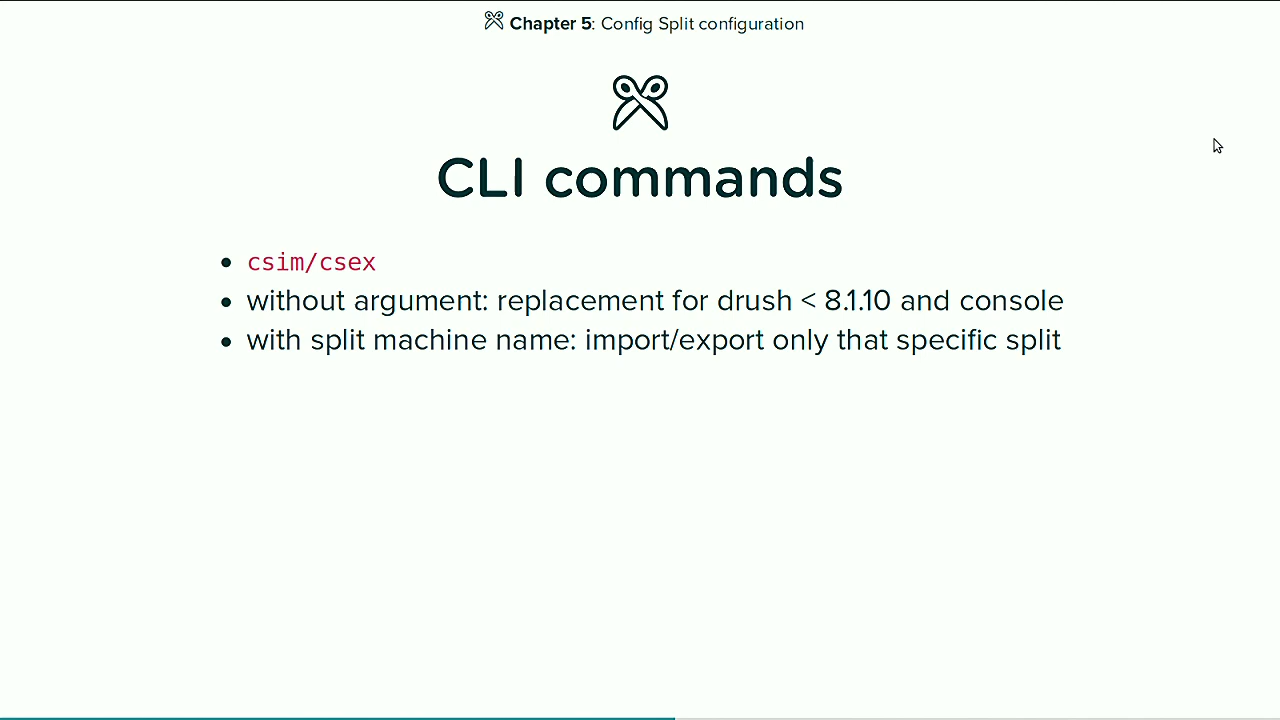 Chapter 5: Config Split configuration
CLI commands
csim/csex
without argument: replacement for drush < 8.1.10 and console
with split machine name: import/export only that specific split